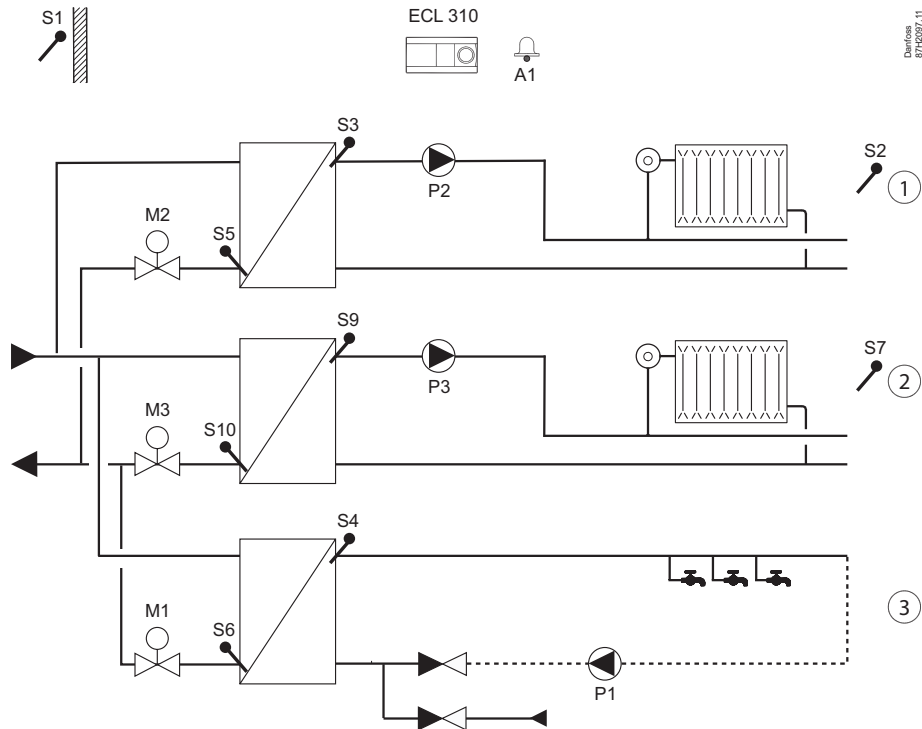 S1
ECL 310
A1
Danfoss
87H2097.11
S3
S2
1
P2
M2
S5
S9
S7
2
P3
M3
S10
S4
3
M1
S6
P1